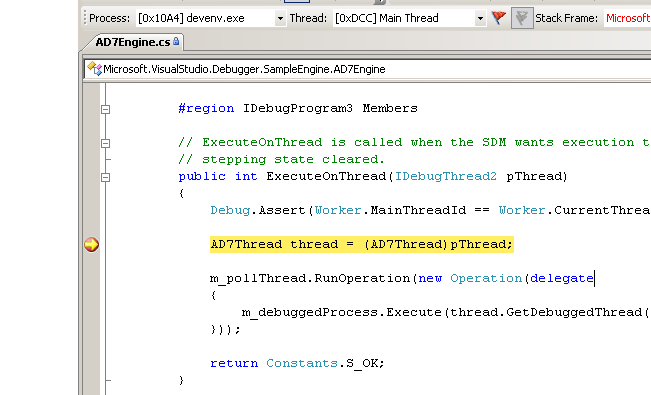 Process: [0x10A4] devenv.exe Thread: [0xDCC] Main Thread Stack Frame: Microsoft
AD7Engine.cs
Microsoft.VisualStudio.Debugger.SampleEngine.AD7Engine
#region IDebugProgram3 Members
// ExecuteOnThread is called when the SDM wants execution t
// stepping state cleared.
public int ExecuteOnThread(IDebugThread2 pThread)
{
Debug.Assert(Worker.MainThreadId == Worker.CurrentThrea
AD7Thread thread = (AD7Thread)pThread;
m_pollThread.RunOperation(new Operation(delegate
{
m_debuggedProcess.Execute(thread.GetDebuggedThread(
}));
return Constants.S_OK;
}